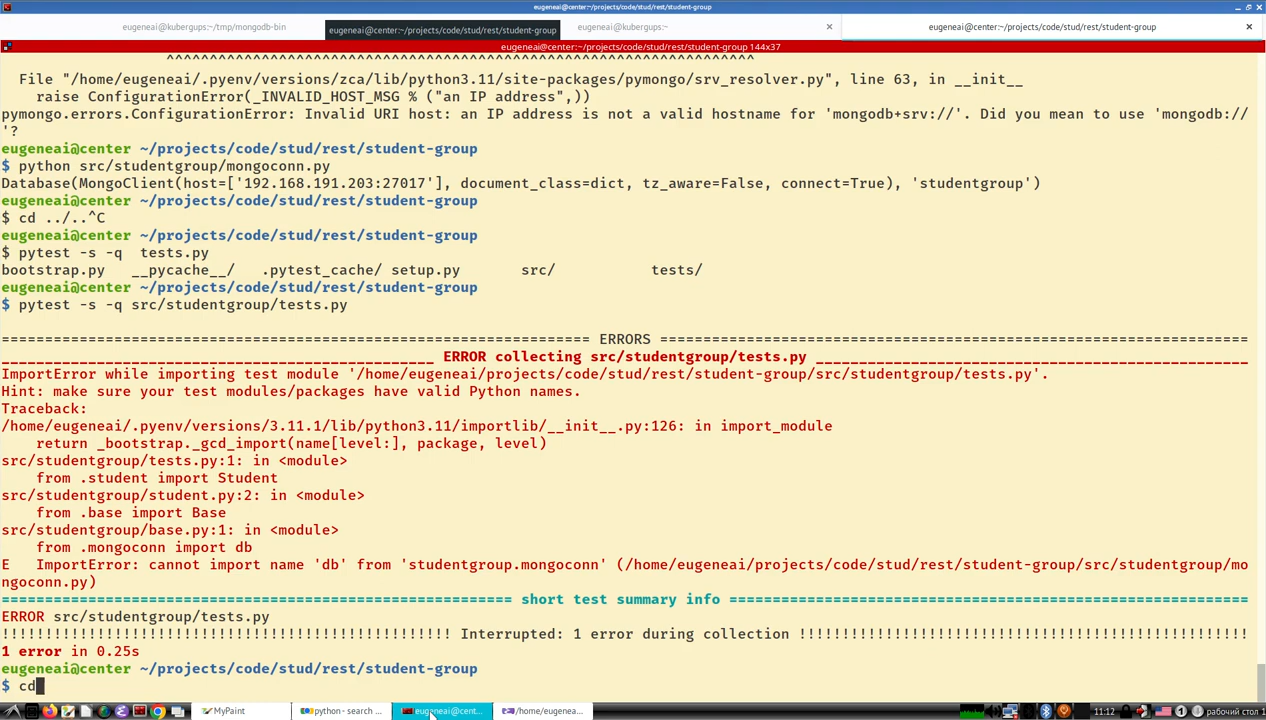 eugeneai@center:~/projects/code/stud/rest/student-group
eugeneai@kubergups:~/tmp/mongodb-bin
eugeneai@center:~/projects/code/stud/rest/student-group
eugeneai@kubergups:~
eugeneai@center:~/projects/code/stud/rest/student-group
eugeneai@center:~/projects/code/stud/rest/student-group 144x37
^^^^^^^^^^^^^^^^^^^^^^^^^^^^^^^^^^^^^^^^^^^^^^^^^^^^^^^^^^^^^^^^^^^^
File "/home/eugeneai/.pyenv/versions/zca/lib/python3.11/site-packages/pymongo/srv_resolver.py", line 63, in __init__
raise ConfigurationError(_INVALID_HOST_MSG % ("an IP address",))
pymongo.errors.ConfigurationError: Invalid URI host: an IP address is not a valid hostname for 'mongodb+srv://'. Did you mean to use 'mongodb://
'?
eugeneai@center ~/projects/code/stud/rest/student-group
$ python src/studentgroup/mongoconn.py
Database(MongoClient(host=['192.168.191.203:27017'], document_class=dict, tz_aware=False, connect=True), 'studentgroup')
eugeneai@center ~/projects/code/stud/rest/student-group
$ cd ../..^C
eugeneai@center ~/projects/code/stud/rest/student-group
$ pytest -s -q  tests.py
bootstrap.py   __pycache__/   .pytest_cache/ setup.py       src/           tests/
eugeneai@center ~/projects/code/stud/rest/student-group
$ pytest -s -q src/studentgroup/tests.py
==================================================================== ERRORS ====================================================================
__________________________________________________ ERROR collecting src/studentgroup/tests.py __________________________________________________
ImportError while importing test module '/home/eugeneai/projects/code/stud/rest/student-group/src/studentgroup/tests.py'.
Hint: make sure your test modules/packages have valid Python names.
Traceback:
/home/eugeneai/.pyenv/versions/3.11.1/lib/python3.11/importlib/__init__.py:126: in import_module
return _bootstrap._gcd_import(name[level:], package, level)
src/studentgroup/tests.py:1: in <module>
from .student import Student
src/studentgroup/student.py:2: in <module>
from .base import Base
src/studentgroup/base.py:1: in <module>
from .mongoconn import db
E   ImportError: cannot import name 'db' from 'studentgroup.mongoconn' (/home/eugeneai/projects/code/stud/rest/student-group/src/studentgroup/mo
ngoconn.py)
=========================================================== short test summary info ============================================================
ERROR src/studentgroup/tests.py
!!!!!!!!!!!!!!!!!!!!!!!!!!!!!!!!!!!!!!!!!!!!!!!!!!!! Interrupted: 1 error during collection !!!!!!!!!!!!!!!!!!!!!!!!!!!!!!!!!!!!!!!!!!!!!!!!!!!!
1 error in 0.25s
eugeneai@center ~/projects/code/stud/rest/student-group
$ cd
MyPaint
python - search ...
eugeneai@cent...
/home/eugenea...
11:12
1
рабочий стол 1